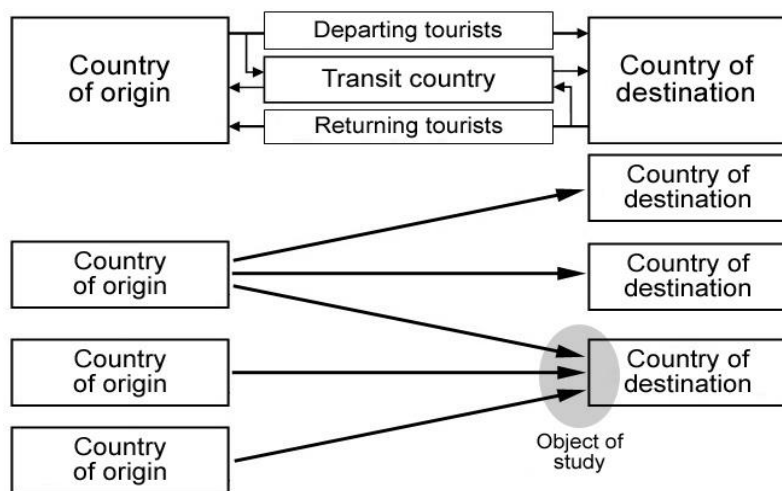 Country
of origin
Departing tourists
Transit country
Returning tourists
Country of
destination
Country of
destination
Country
of origin
Country of
destination
Country
of origin
Country of
destination
Country
of origin
Object of
study